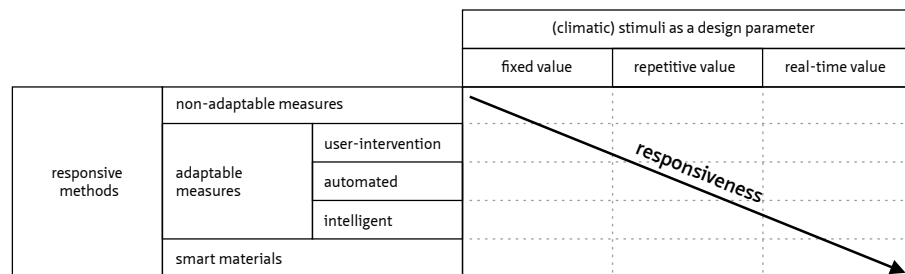 (climatic) stimuli as a design parameter
fixed value
repetitive value
real-time value
responsive
methods
non-adaptable measures
adaptable
measures
user-intervention
automated
intelligent
smart materials
responsiveness